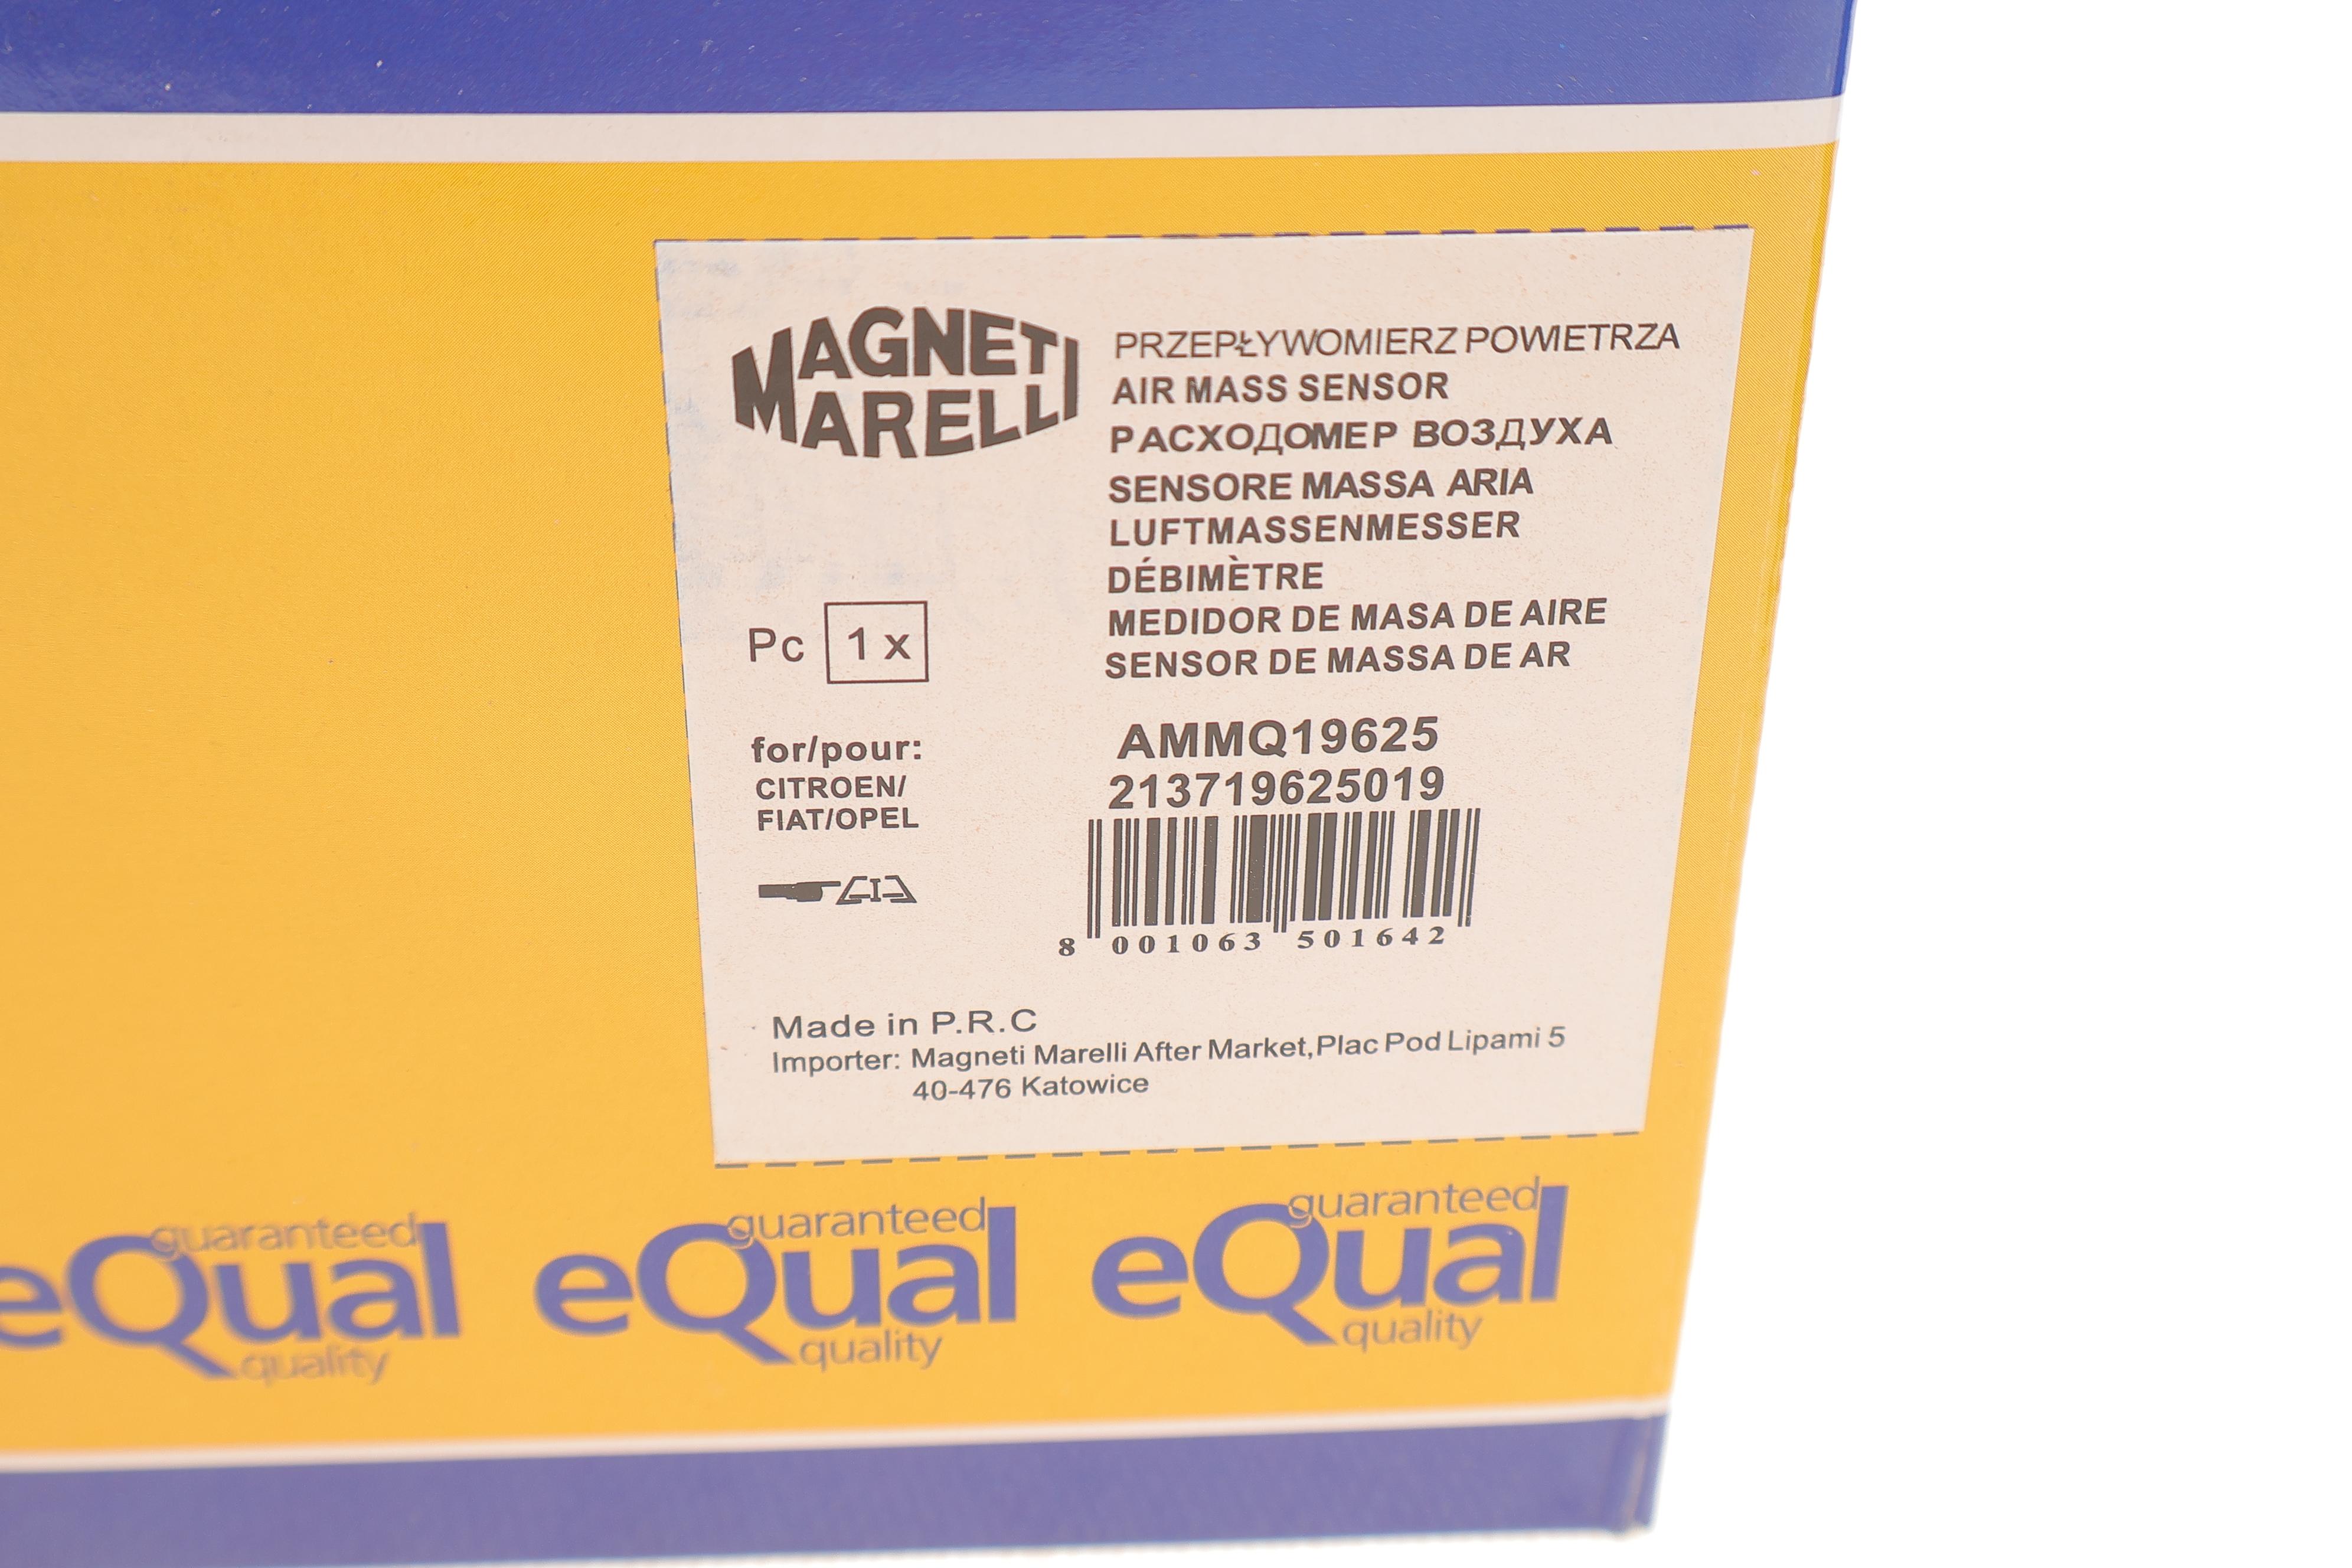 MAGNETI
MARELLI
PRZEPŁYWOMIERZ POWIETRZA
AIR MASS SENSOR
РАСХОДОМЕР ВОЗДУХА
SENSORE MASSA ARIA
LUFTMASSENMESSER
DÉBIMÈTRE
MEDIDOR DE MASA DE AIRE
SENSOR DE MASSA DE AR
Pc 1 x
for/pour:
CITROEN/
FIAT/OPEL
AMMQ19625
213719625019
8 001063 501642
Made in P.R.C
Importer: Magneti Marelli After Market,Plac Pod Lipami 5
40-476 Katowice
guaranteed
eQual
quality
guaranteed
eQual
quality
guaranteed
eQual
quality